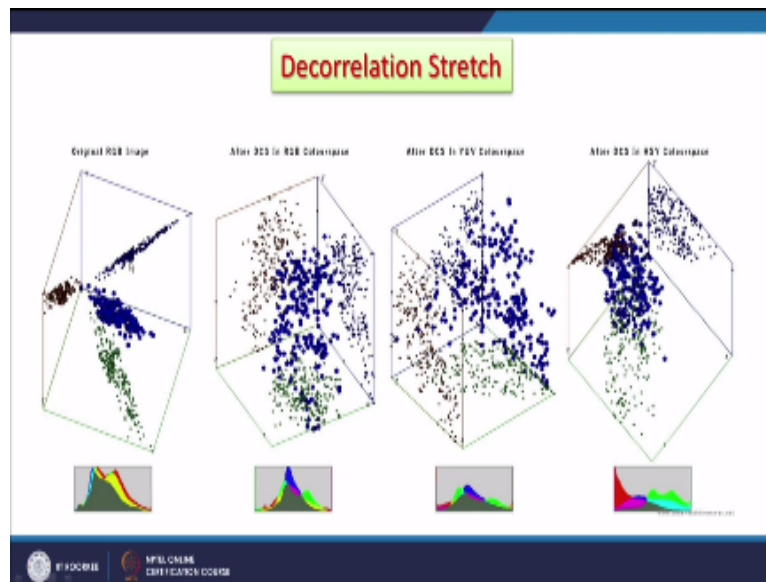 Decorrelation Stretch
Original RGB Image
After DCS In RGB Colourspace
After DCS In YUV Colourspace
After DCS In HSV Colourspace
IIT ROORKEE
NPTEL ONLINE
CERTIFICATION COURSE